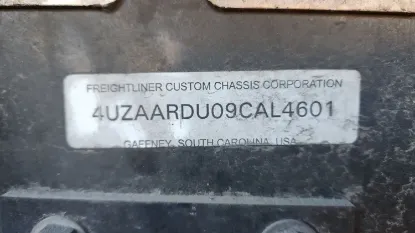 FREIGHTLINER CUSTOM CHASSIS CORPORATION
4UZAARDU09CAL4601
GAFFNEY, SOUTH CAROLINA, USA